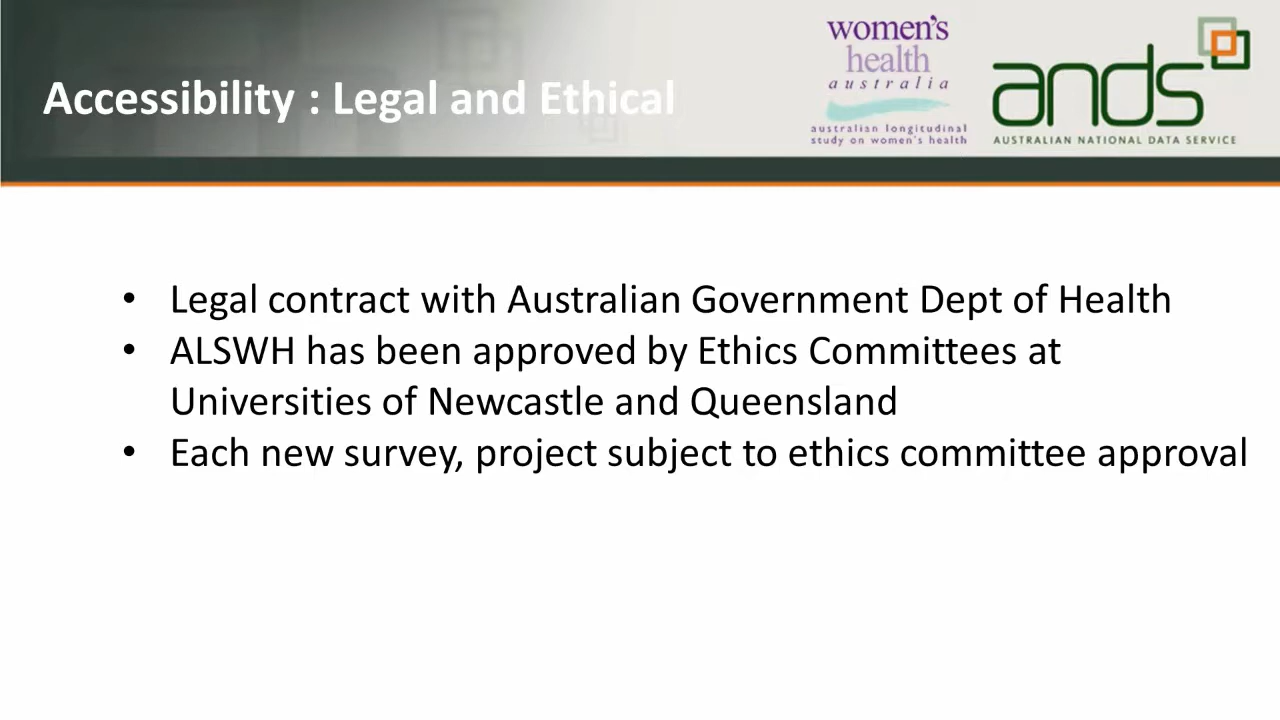 Accessibility : Legal and Ethical
women's
health
australia
australian longitudinal
study on women's health
ands
AUSTRALIAN NATIONAL DATA SERVICE
• Legal contract with Australian Government Dept of Health
• ALSWH has been approved by Ethics Committees at
Universities of Newcastle and Queensland
• Each new survey, project subject to ethics committee approval